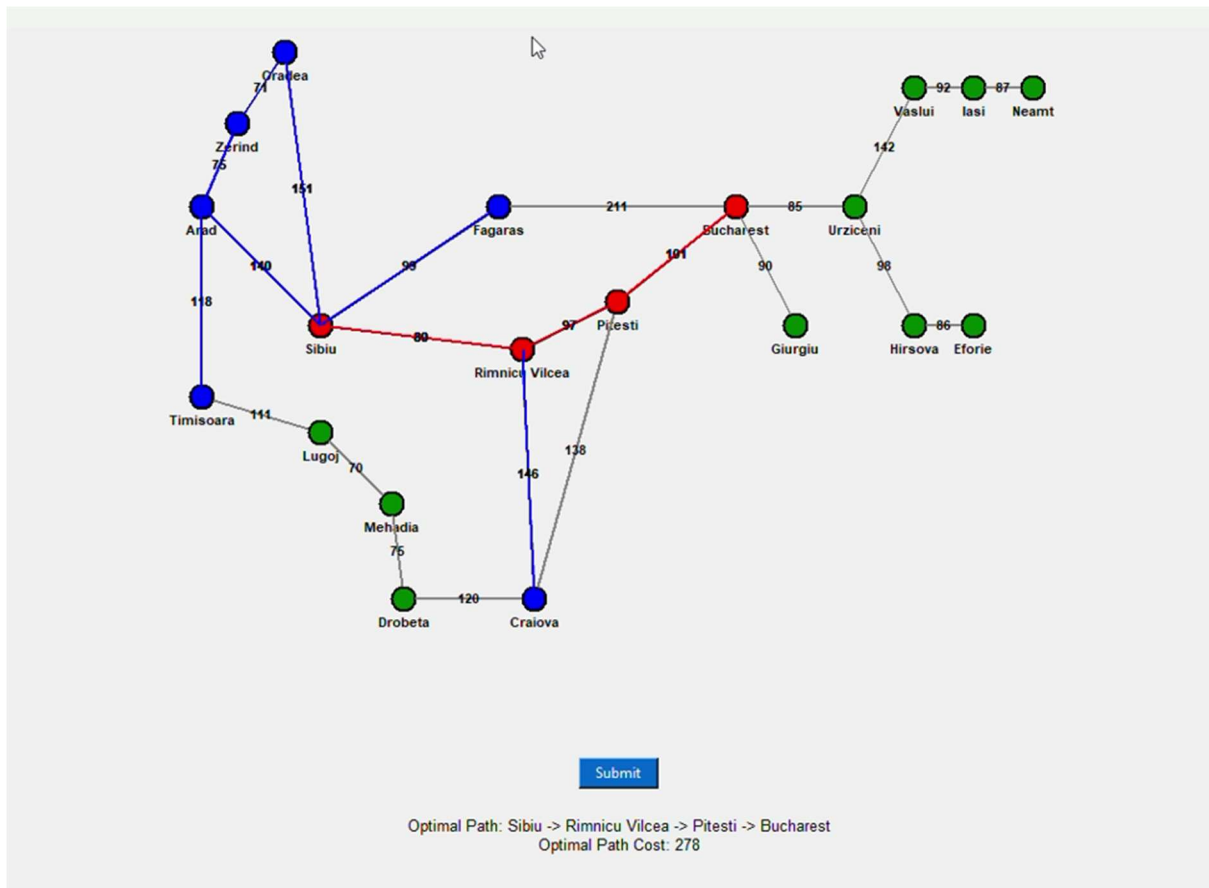 Oradea
71
Zerind
75
Vaslui
92
Iasi
87
Neamt
142
151
Arad
Fagaras
211
Bucharest
85
Urziceni
140
99
101
90
98
118
Sibiu
80
97
Pitesti
Giurgiu
Hirsova
86
Eforie
Rimnicu Vilcea
Timisoara
111
Lugoj
70
138
146
Mehadia
75
Drobeta
120
Craiova
Submit
Optimal Path: Sibiu -> Rimnicu Vilcea -> Pitesti -> Bucharest
Optimal Path Cost: 278